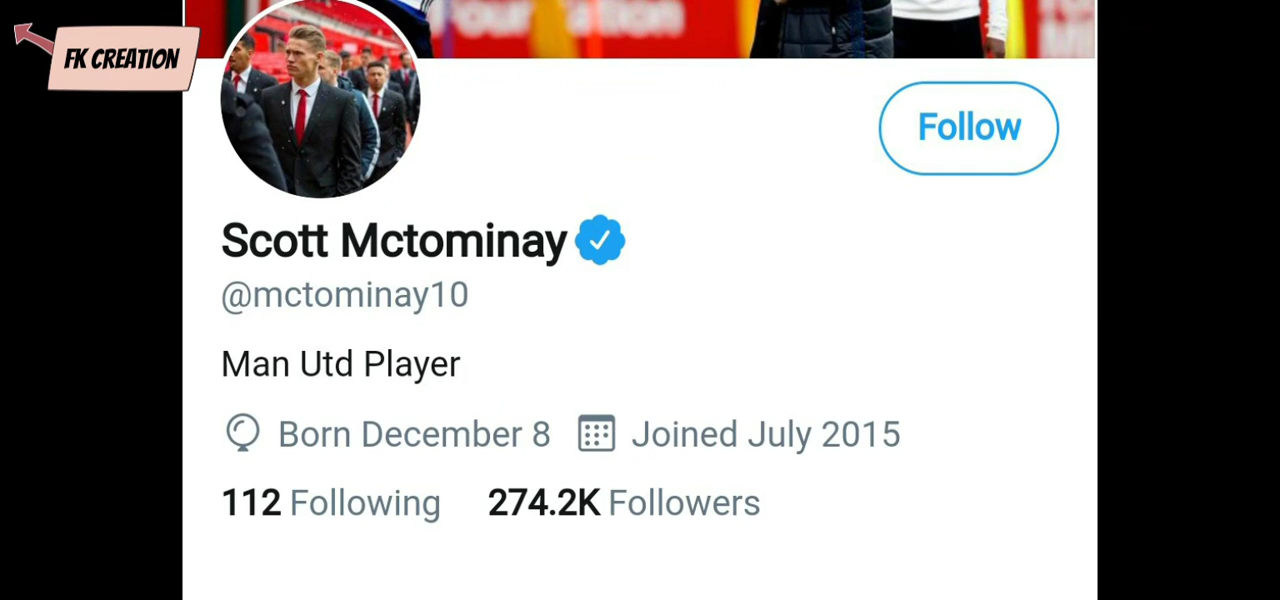 FK CREATION
Foundation
Follow
Scott Mctominay
@mctominay10
Man Utd Player
Born December 8 Joined July 2015
112 Following 274.2K Followers